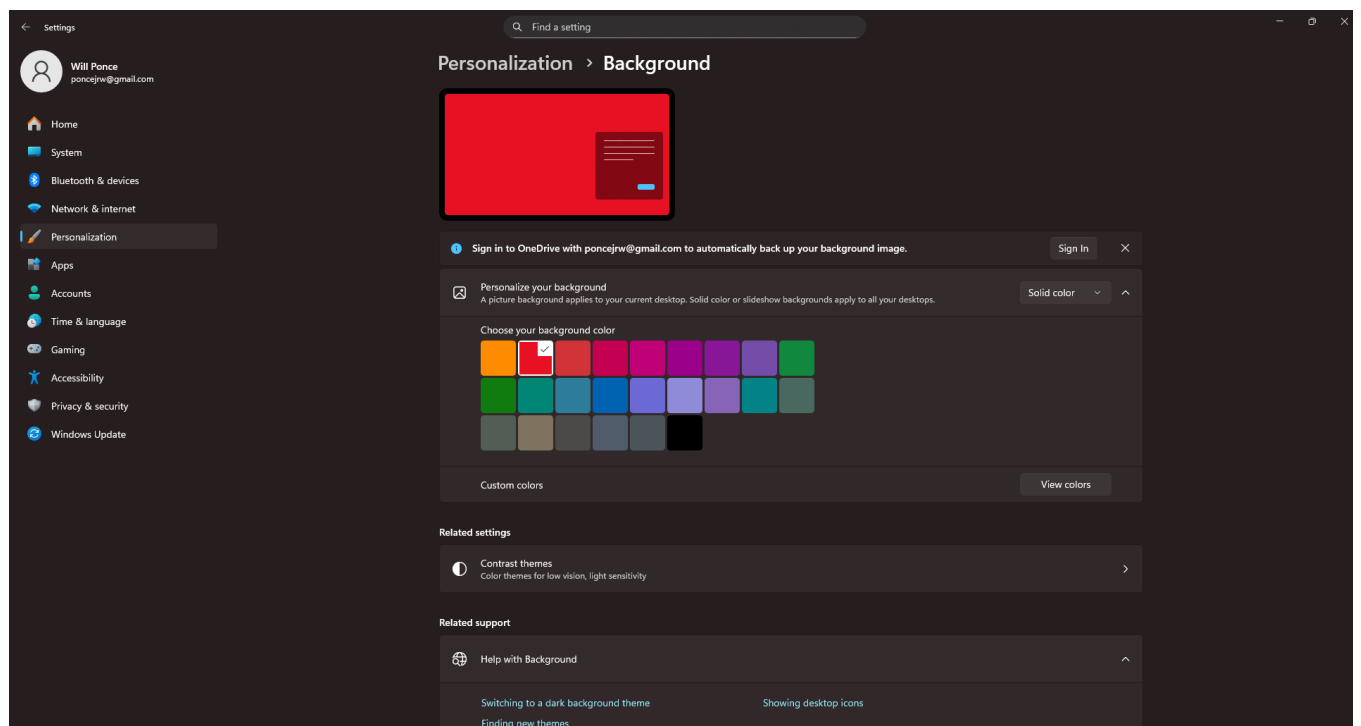 Settings
Find a setting
Will Ponce
poncejrw@gmail.com
Home
System
Bluetooth & devices
Network & internet
Personalization
Apps
Accounts
Time & language
Gaming
Accessibility
Privacy & security
Windows Update
Personalization > Background
Sign in to OneDrive with poncejrw@gmail.com to automatically back up your background image.
Sign In
Personalize your background
A picture background applies to your current desktop. Solid color or slideshow backgrounds apply to all your desktops.
Solid color
Choose your background color
Custom colors
View colors
Related settings
Contrast themes
Color themes for low vision, light sensitivity
Related support
Help with Background
Switching to a dark background theme
Showing desktop icons
Finding new themes